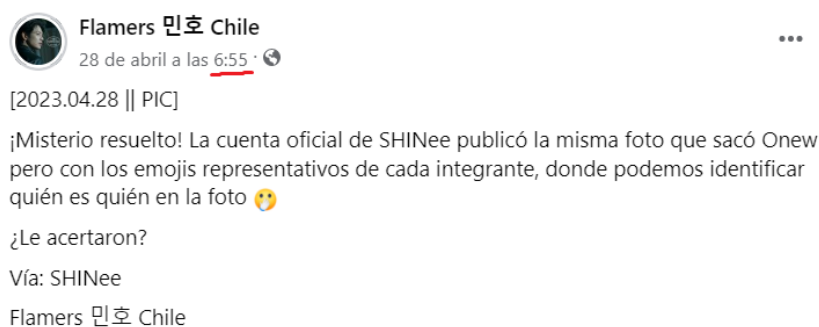 Flamers 민호 Chile
28 de abril a las 6:55 ·
[2023.04.28 || PIC]
¡Misterio resuelto! La cuenta oficial de SHINee publicó la misma foto que sacó Onew
pero con los emojis representativos de cada integrante, donde podemos identificar
quién es quién en la foto 🫢
¿Le acertaron?
Vía: SHINee
Flamers 민호 Chile